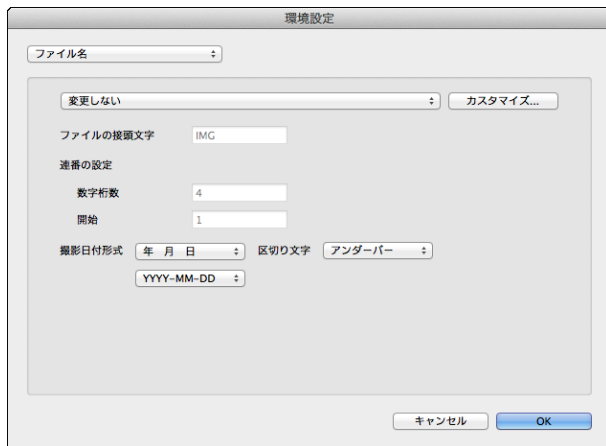 環境設定
ファイル名
変更しない カスタマイズ...
ファイルの接頭文字 IMG
連番の設定
数字桁数 4
開始 1
撮影日付形式 年 月 日 区切り文字 アンダーバー
YYYY-MM-DD
キャンセル OK